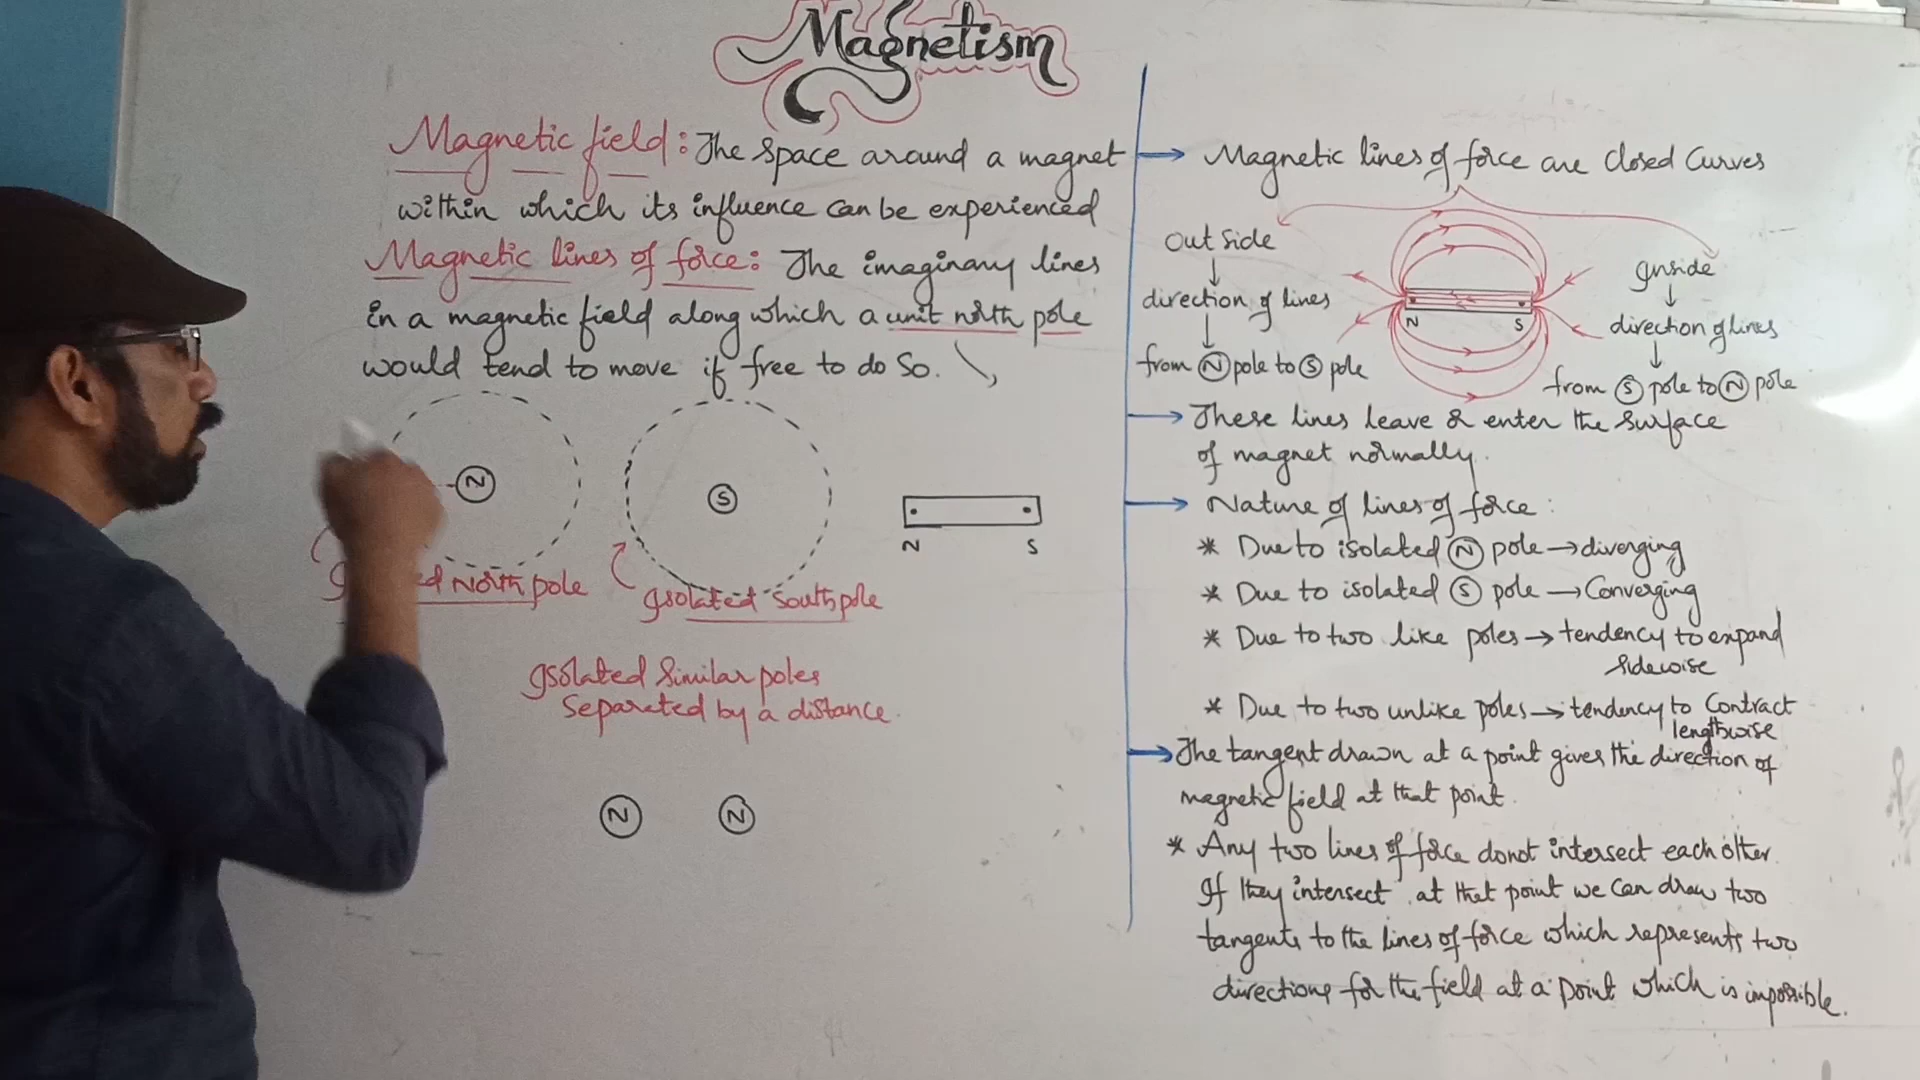 Magnetism
Magnetic field: The space around a magnet
within which its influence can be experienced
Magnetic lines of force: The imaginary lines
in a magnetic field along which a unit north pole
would tend to move if free to do so.
N
S
N S
north pole
Isolated south pole
Isolated similar poles
separated by a distance.
N N
Magnetic lines of force are closed curves
outside
direction of lines
from N pole to S pole
N S
Inside
direction of lines
from S pole to N pole
These lines leave & enter the surface
of magnet normally.
Nature of lines of force:
* Due to isolated N pole → diverging
* Due to isolated S pole → Converging
* Due to two like poles → tendency to expand
sidewise
* Due to two unlike poles → tendency to contract
lengthwise
The tangent drawn at a point gives the direction of
magnetic field at that point.
* Any two lines of force donot intersect each other.
If they intersect, at that point we can draw two
tangents to the lines of force which represents two
directions for the field at a point which is impossible.